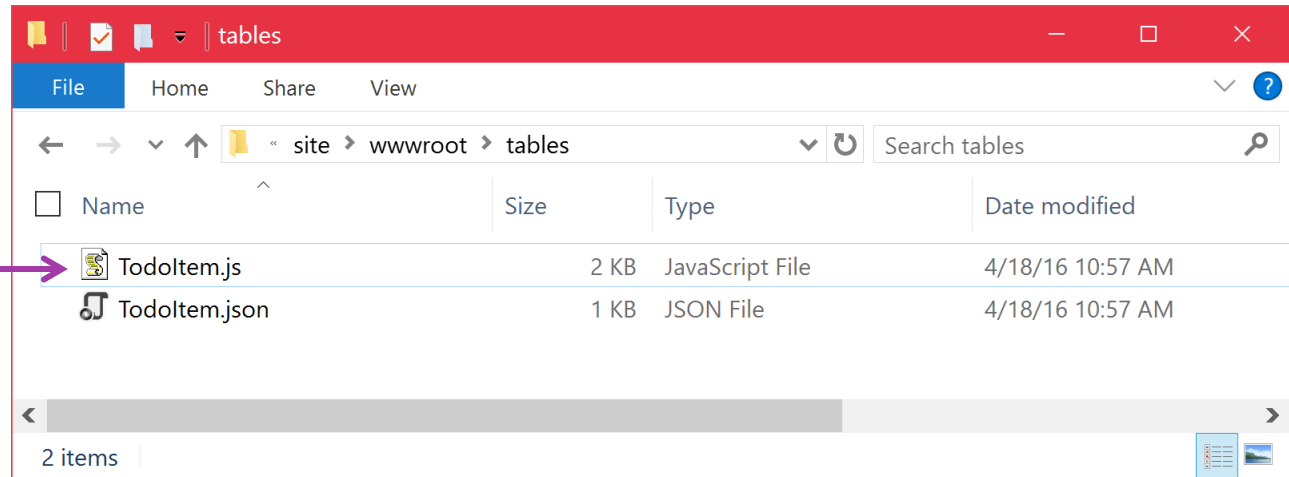 tables
File Home Share View ?
« site wwwroot tables Search tables
Name Size Type Date modified
TodoItem.js 2 KB JavaScript File 4/18/16 10:57 AM
TodoItem.json 1 KB JSON File 4/18/16 10:57 AM
2 items